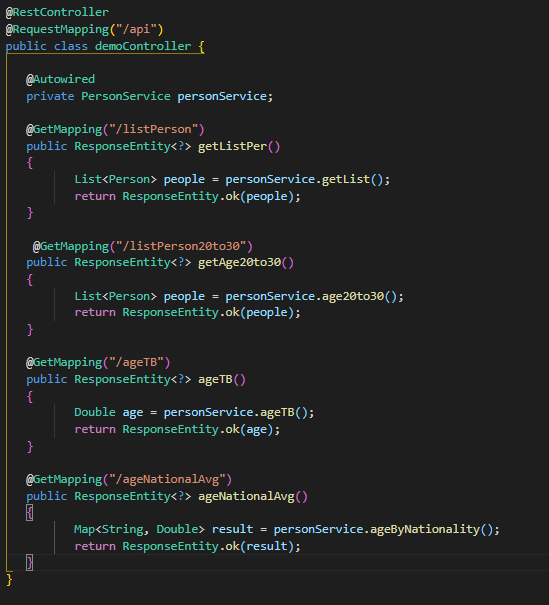 @RestController
@RequestMapping("/api")
public class demoController {
@Autowired
private PersonService personService;
@GetMapping("/listPerson")
public ResponseEntity<?> getListPer()
{
List<Person> people = personService.getList();
return ResponseEntity.ok(people);
}
@GetMapping("/listPerson20to30")
public ResponseEntity<?> getAge20to30()
{
List<Person> people = personService.age20to30();
return ResponseEntity.ok(people);
}
@GetMapping("/ageTB")
public ResponseEntity<?> ageTB()
{
Double age = personService.ageTB();
return ResponseEntity.ok(age);
}
@GetMapping("/ageNationalAvg")
public ResponseEntity<?> ageNationalAvg()
{
Map<String, Double> result = personService.ageByNationality();
return ResponseEntity.ok(result);
}
}